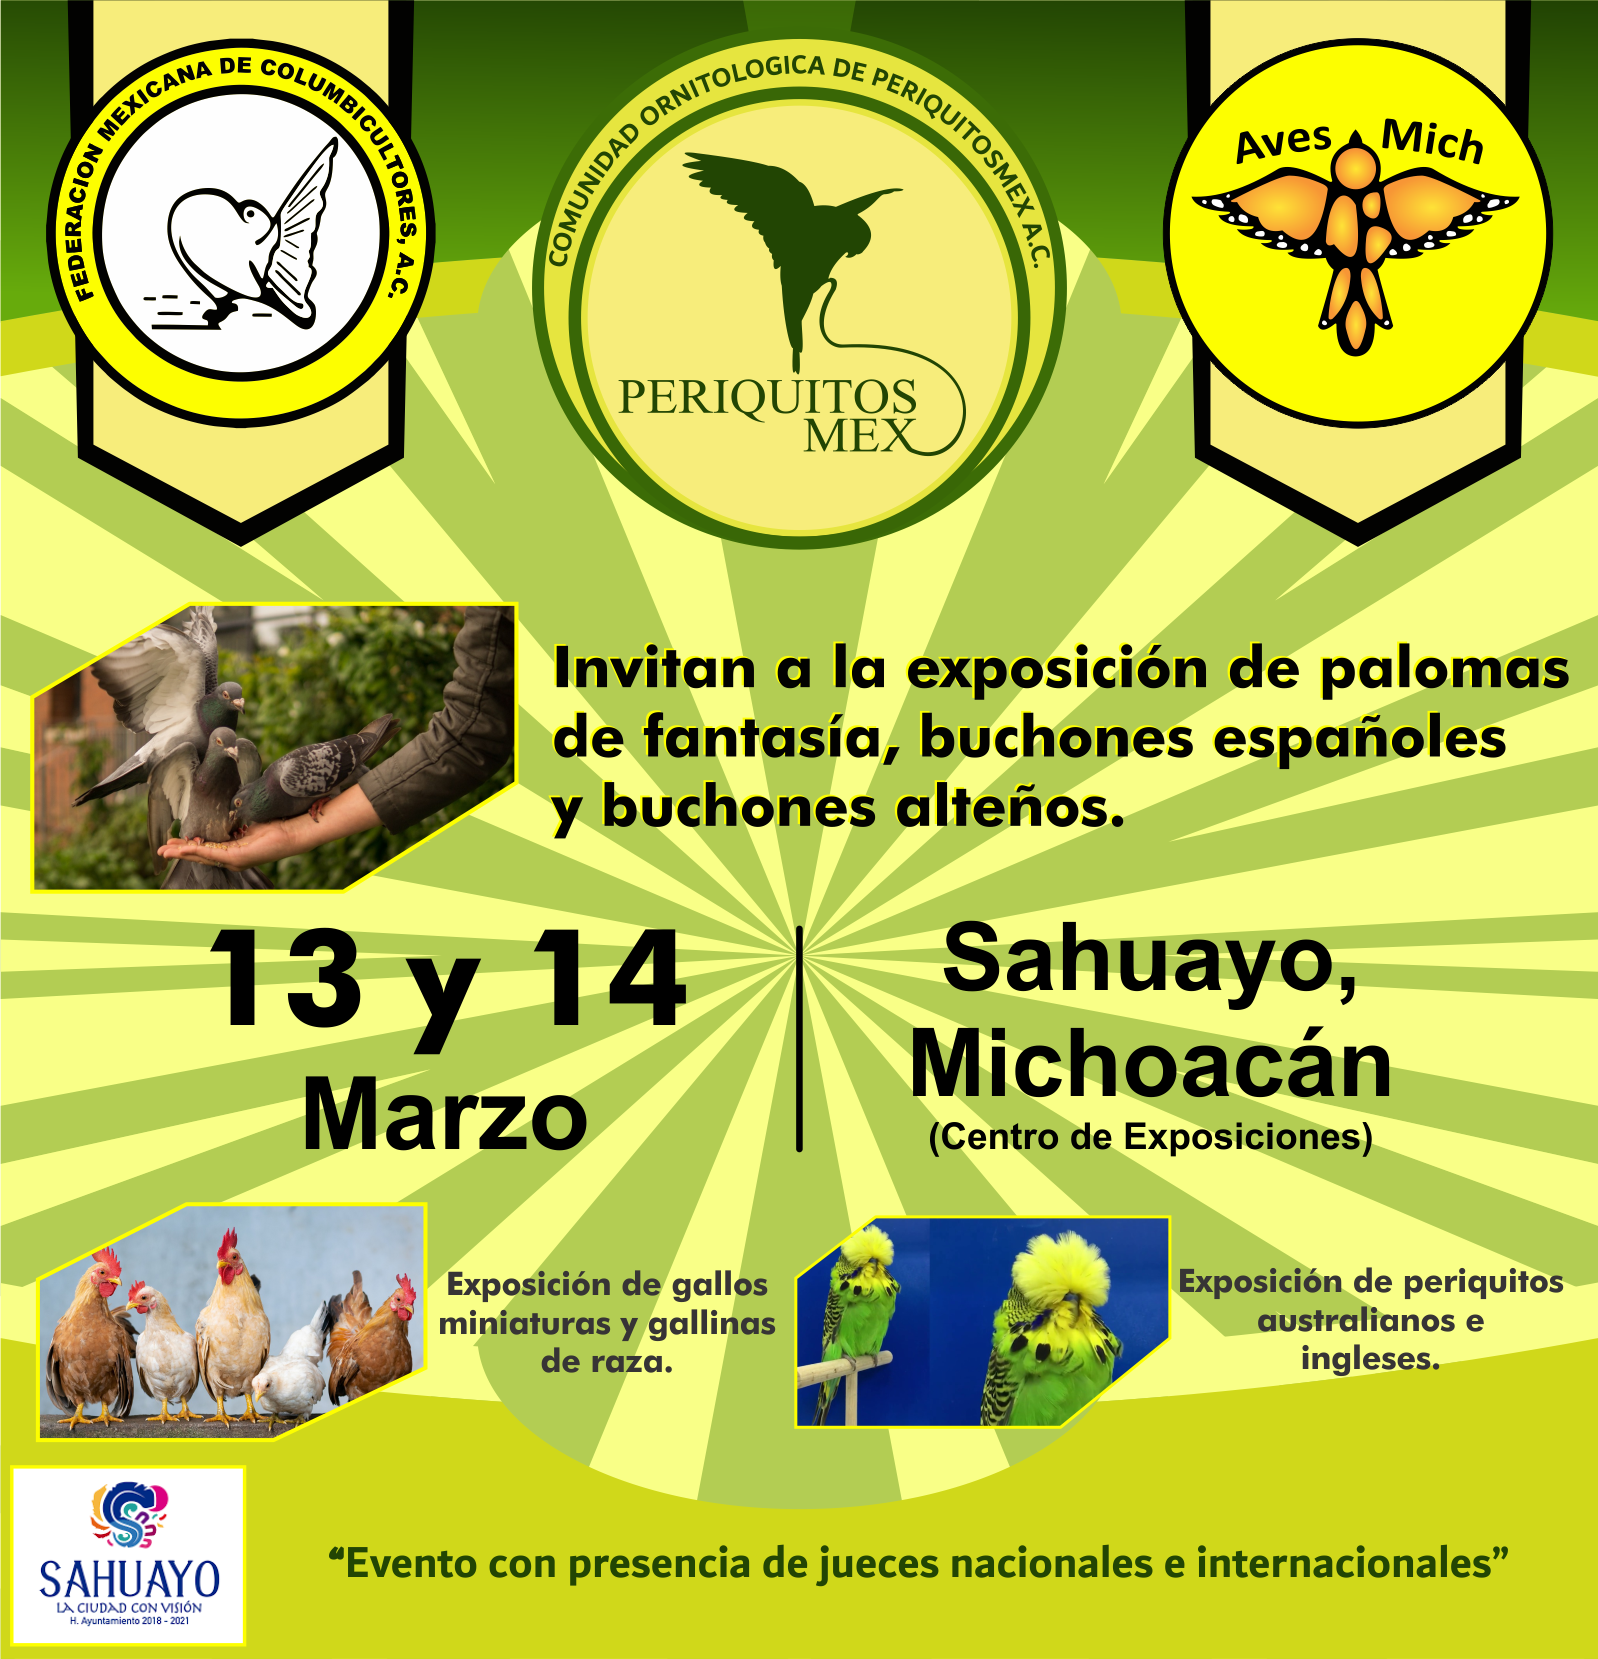 FEDERACION MEXICANA DE COLUMBICULTORES, A.C.
COMUNIDAD ORNITOLOGICA DE PERIQUITOSMEX A.C.
PERIQUITOS
MEX
Aves Mich
Invitan a la exposición de palomas
de fantasía, buchones españoles
y buchones alteños.
13 y 14
Marzo
Sahuayo,
Michoacán
(Centro de Exposiciones)
Exposición de gallos
miniaturas y gallinas
de raza.
Exposición de periquitos
australianos e
ingleses.
SAHUAYO
LA CIUDAD CON VISIÓN
H. Ayuntamiento 2018 - 2021
“Evento con presencia de jueces nacionales e internacionales”